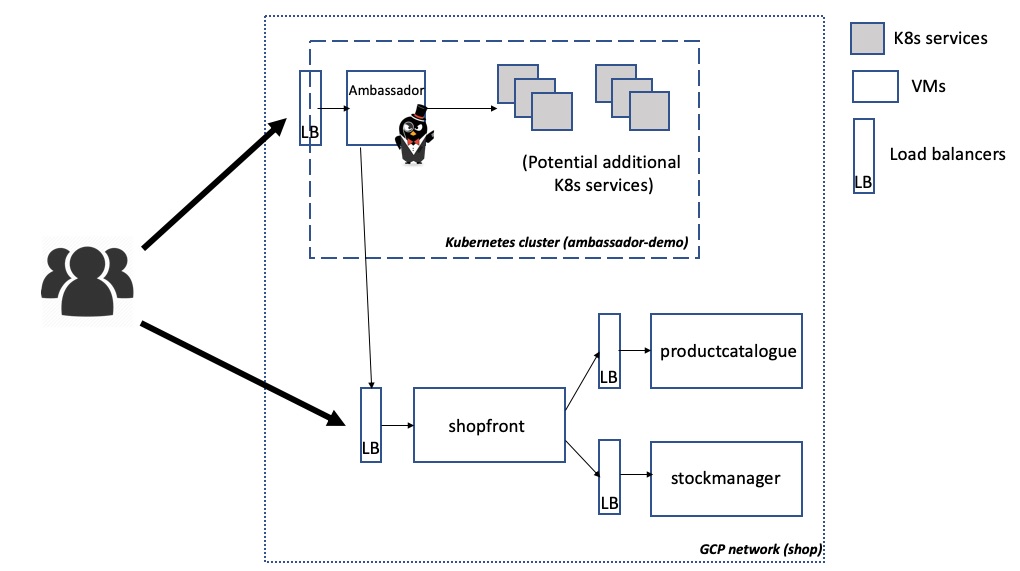 K8s services
VMs
LB
Load balancers
LB
Ambassador
(Potential additional
K8s services)
Kubernetes cluster (ambassador-demo)
LB
productcatalogue
LB
shopfront
LB
stockmanager
LB
GCP network (shop)